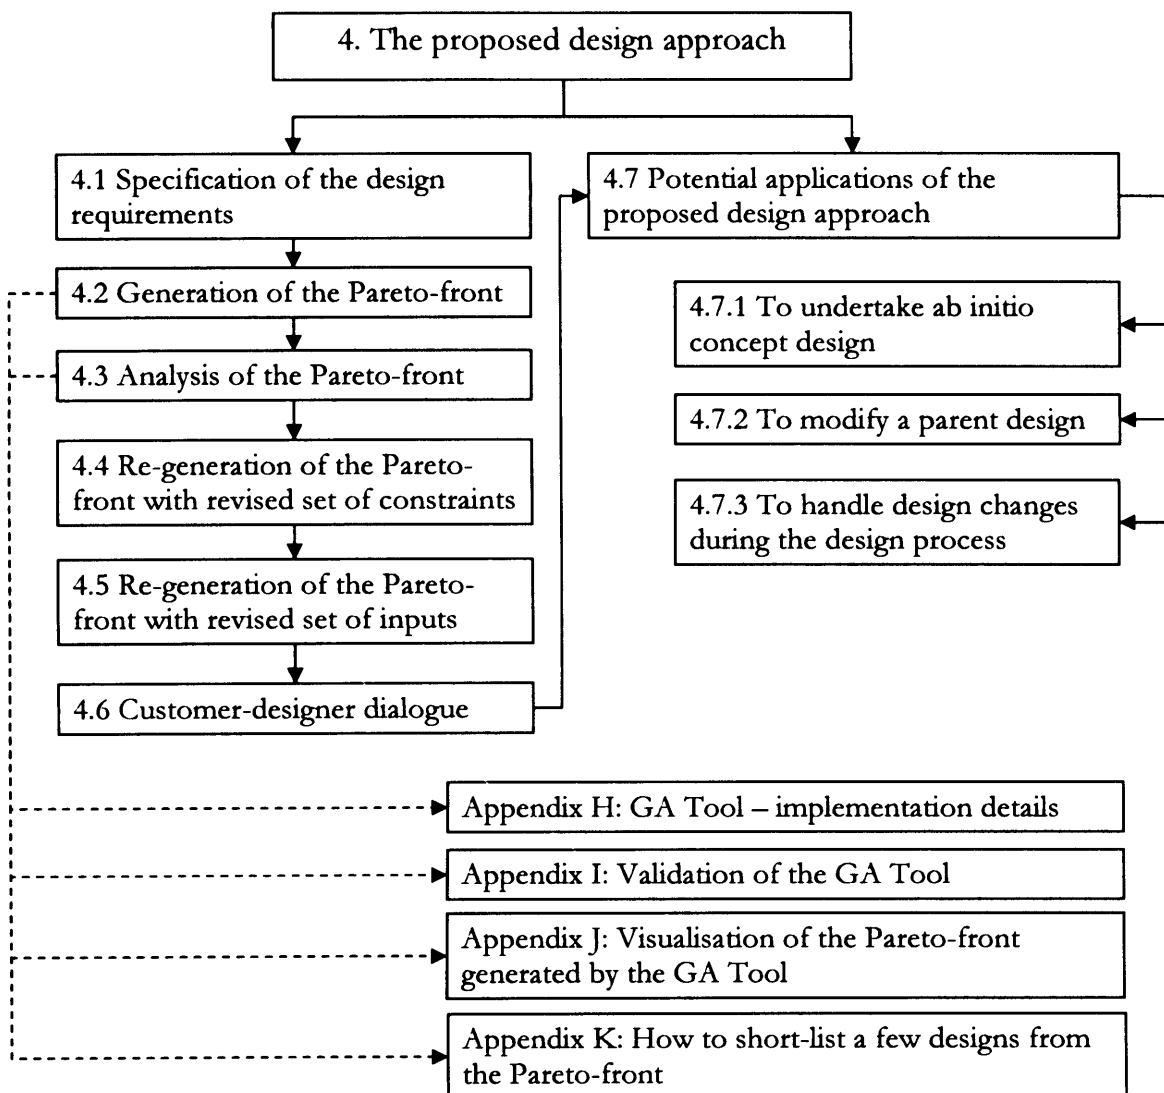 4. The proposed design approach
4.1 Specification of the design
requirements
4.2 Generation of the Pareto-front
4.3 Analysis of the Pareto-front
4.4 Re-generation of the Pareto-
front with revised set of constraints
4.5 Re-generation of the Pareto-
front with revised set of inputs
4.6 Customer-designer dialogue
4.7 Potential applications of the
proposed design approach
4.7.1 To undertake ab initio
concept design
4.7.2 To modify a parent design
4.7.3 To handle design changes
during the design process
Appendix H: GA Tool – implementation details
Appendix I: Validation of the GA Tool
Appendix J: Visualisation of the Pareto-front
generated by the GA Tool
Appendix K: How to short-list a few designs from
the Pareto-front